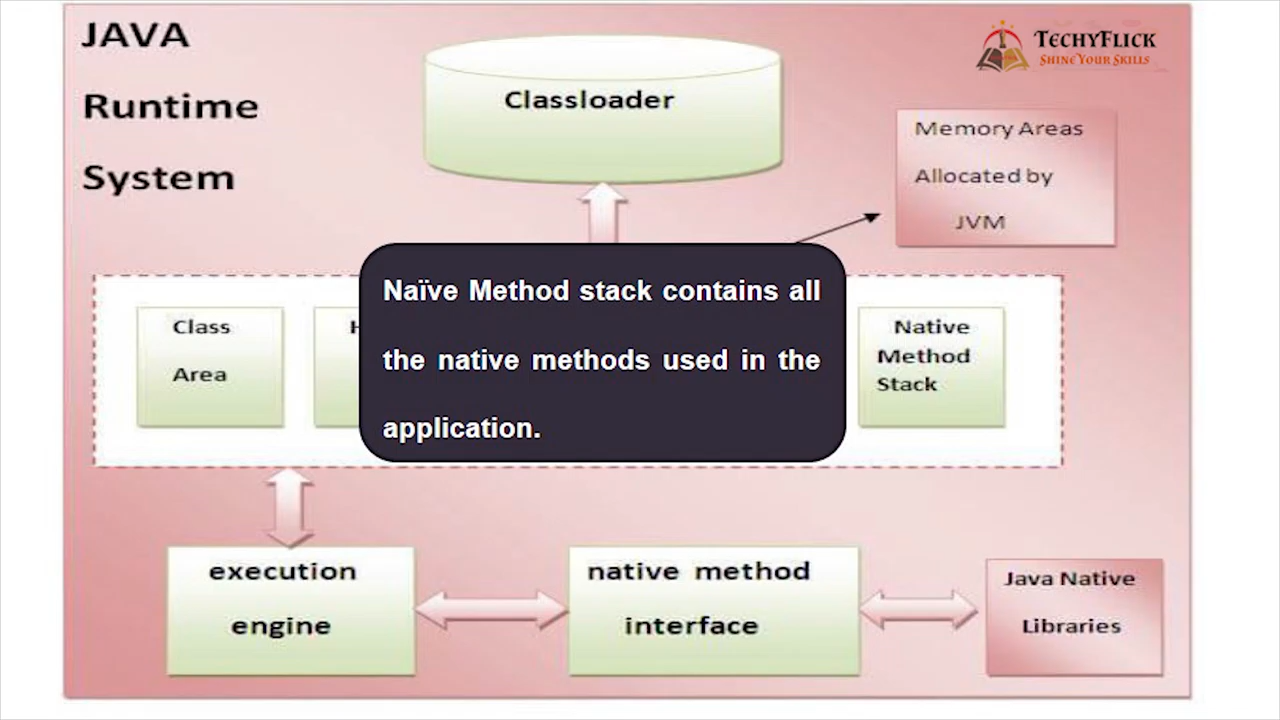 JAVA
Runtime
System
TECHYFLICK
SHINE YOUR SKILLS
Classloader
Memory Areas
Allocated by
JVM
Naïve Method stack contains all
the native methods used in the
application.
Class
Area
Native
Method
Stack
execution
engine
native method
interface
Java Native
Libraries